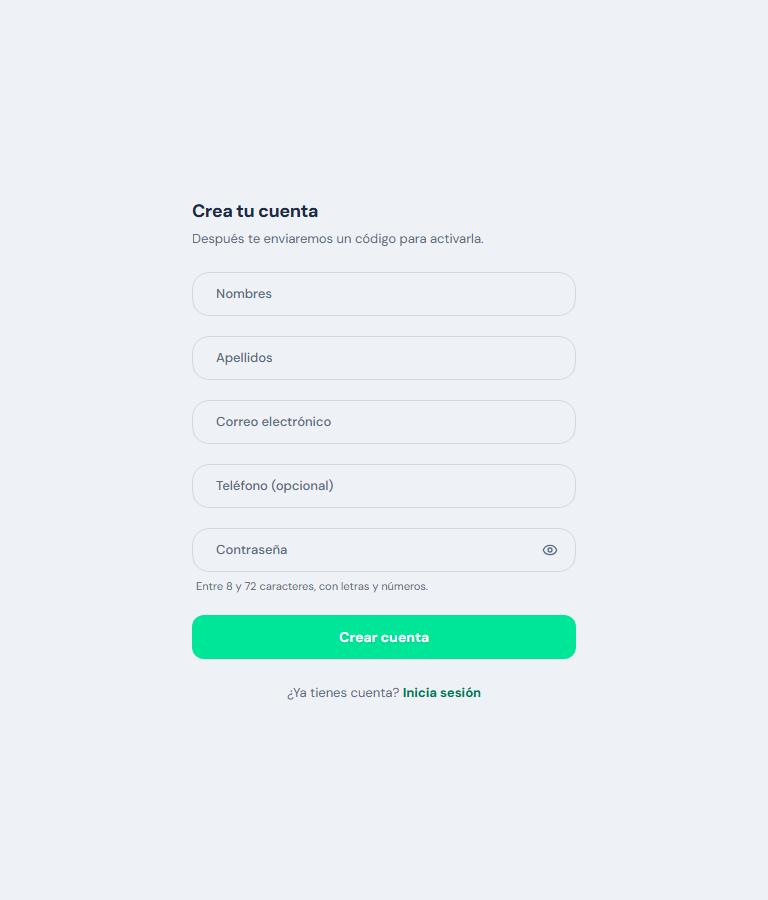 Crea tu cuenta
Después te enviaremos un código para activarla.
Nombres
Apellidos
Correo electrónico
Teléfono (opcional)
Contraseña
Entre 8 y 72 caracteres, con letras y números.
Crear cuenta
¿Ya tienes cuenta? Inicia sesión